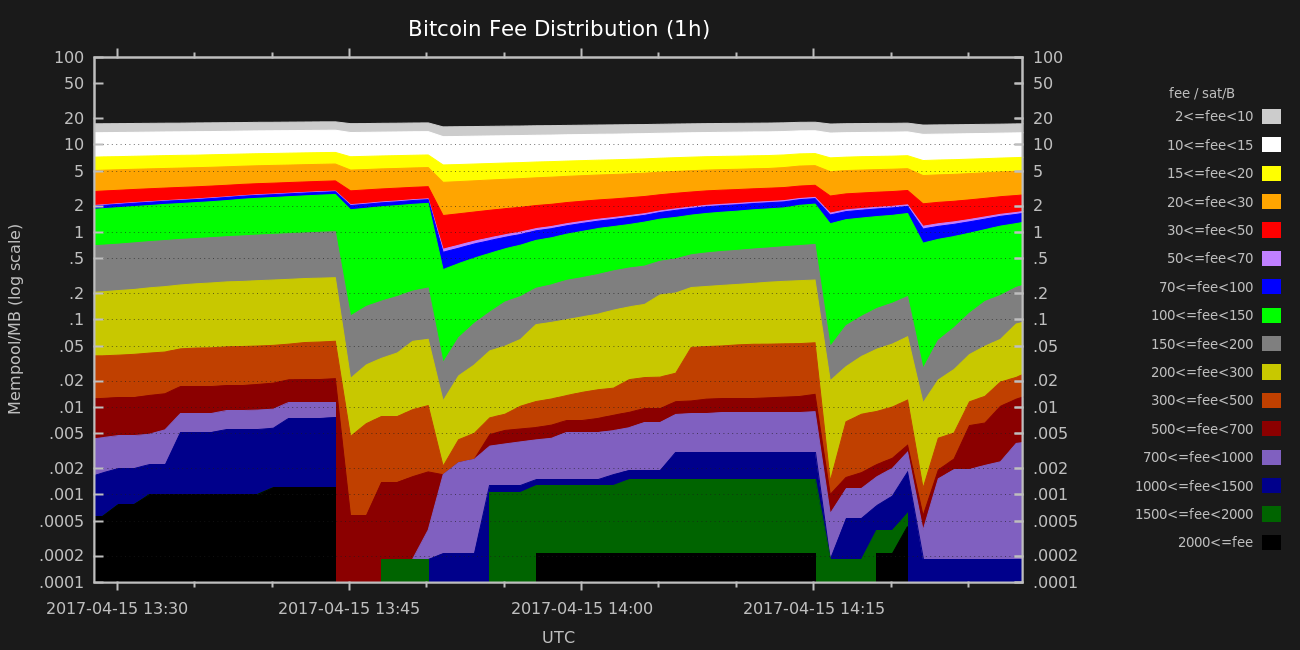 Bitcoin Fee Distribution (1h)
100
50
20
10
5
2
1
.5
.2
.1
.05
.02
.01
.005
.002
.001
.0005
.0002
.0001
Mempool/MB (log scale)
100
50
20
10
5
2
1
.5
.2
.1
.05
.02
.01
.005
.002
.001
.0005
.0002
.0001
2017-04-15 13:30
2017-04-15 13:45
2017-04-15 14:00
2017-04-15 14:15
UTC
fee / sat/B
2<=fee<10
10<=fee<15
15<=fee<20
20<=fee<30
30<=fee<50
50<=fee<70
70<=fee<100
100<=fee<150
150<=fee<200
200<=fee<300
300<=fee<500
500<=fee<700
700<=fee<1000
1000<=fee<1500
1500<=fee<2000
2000<=fee